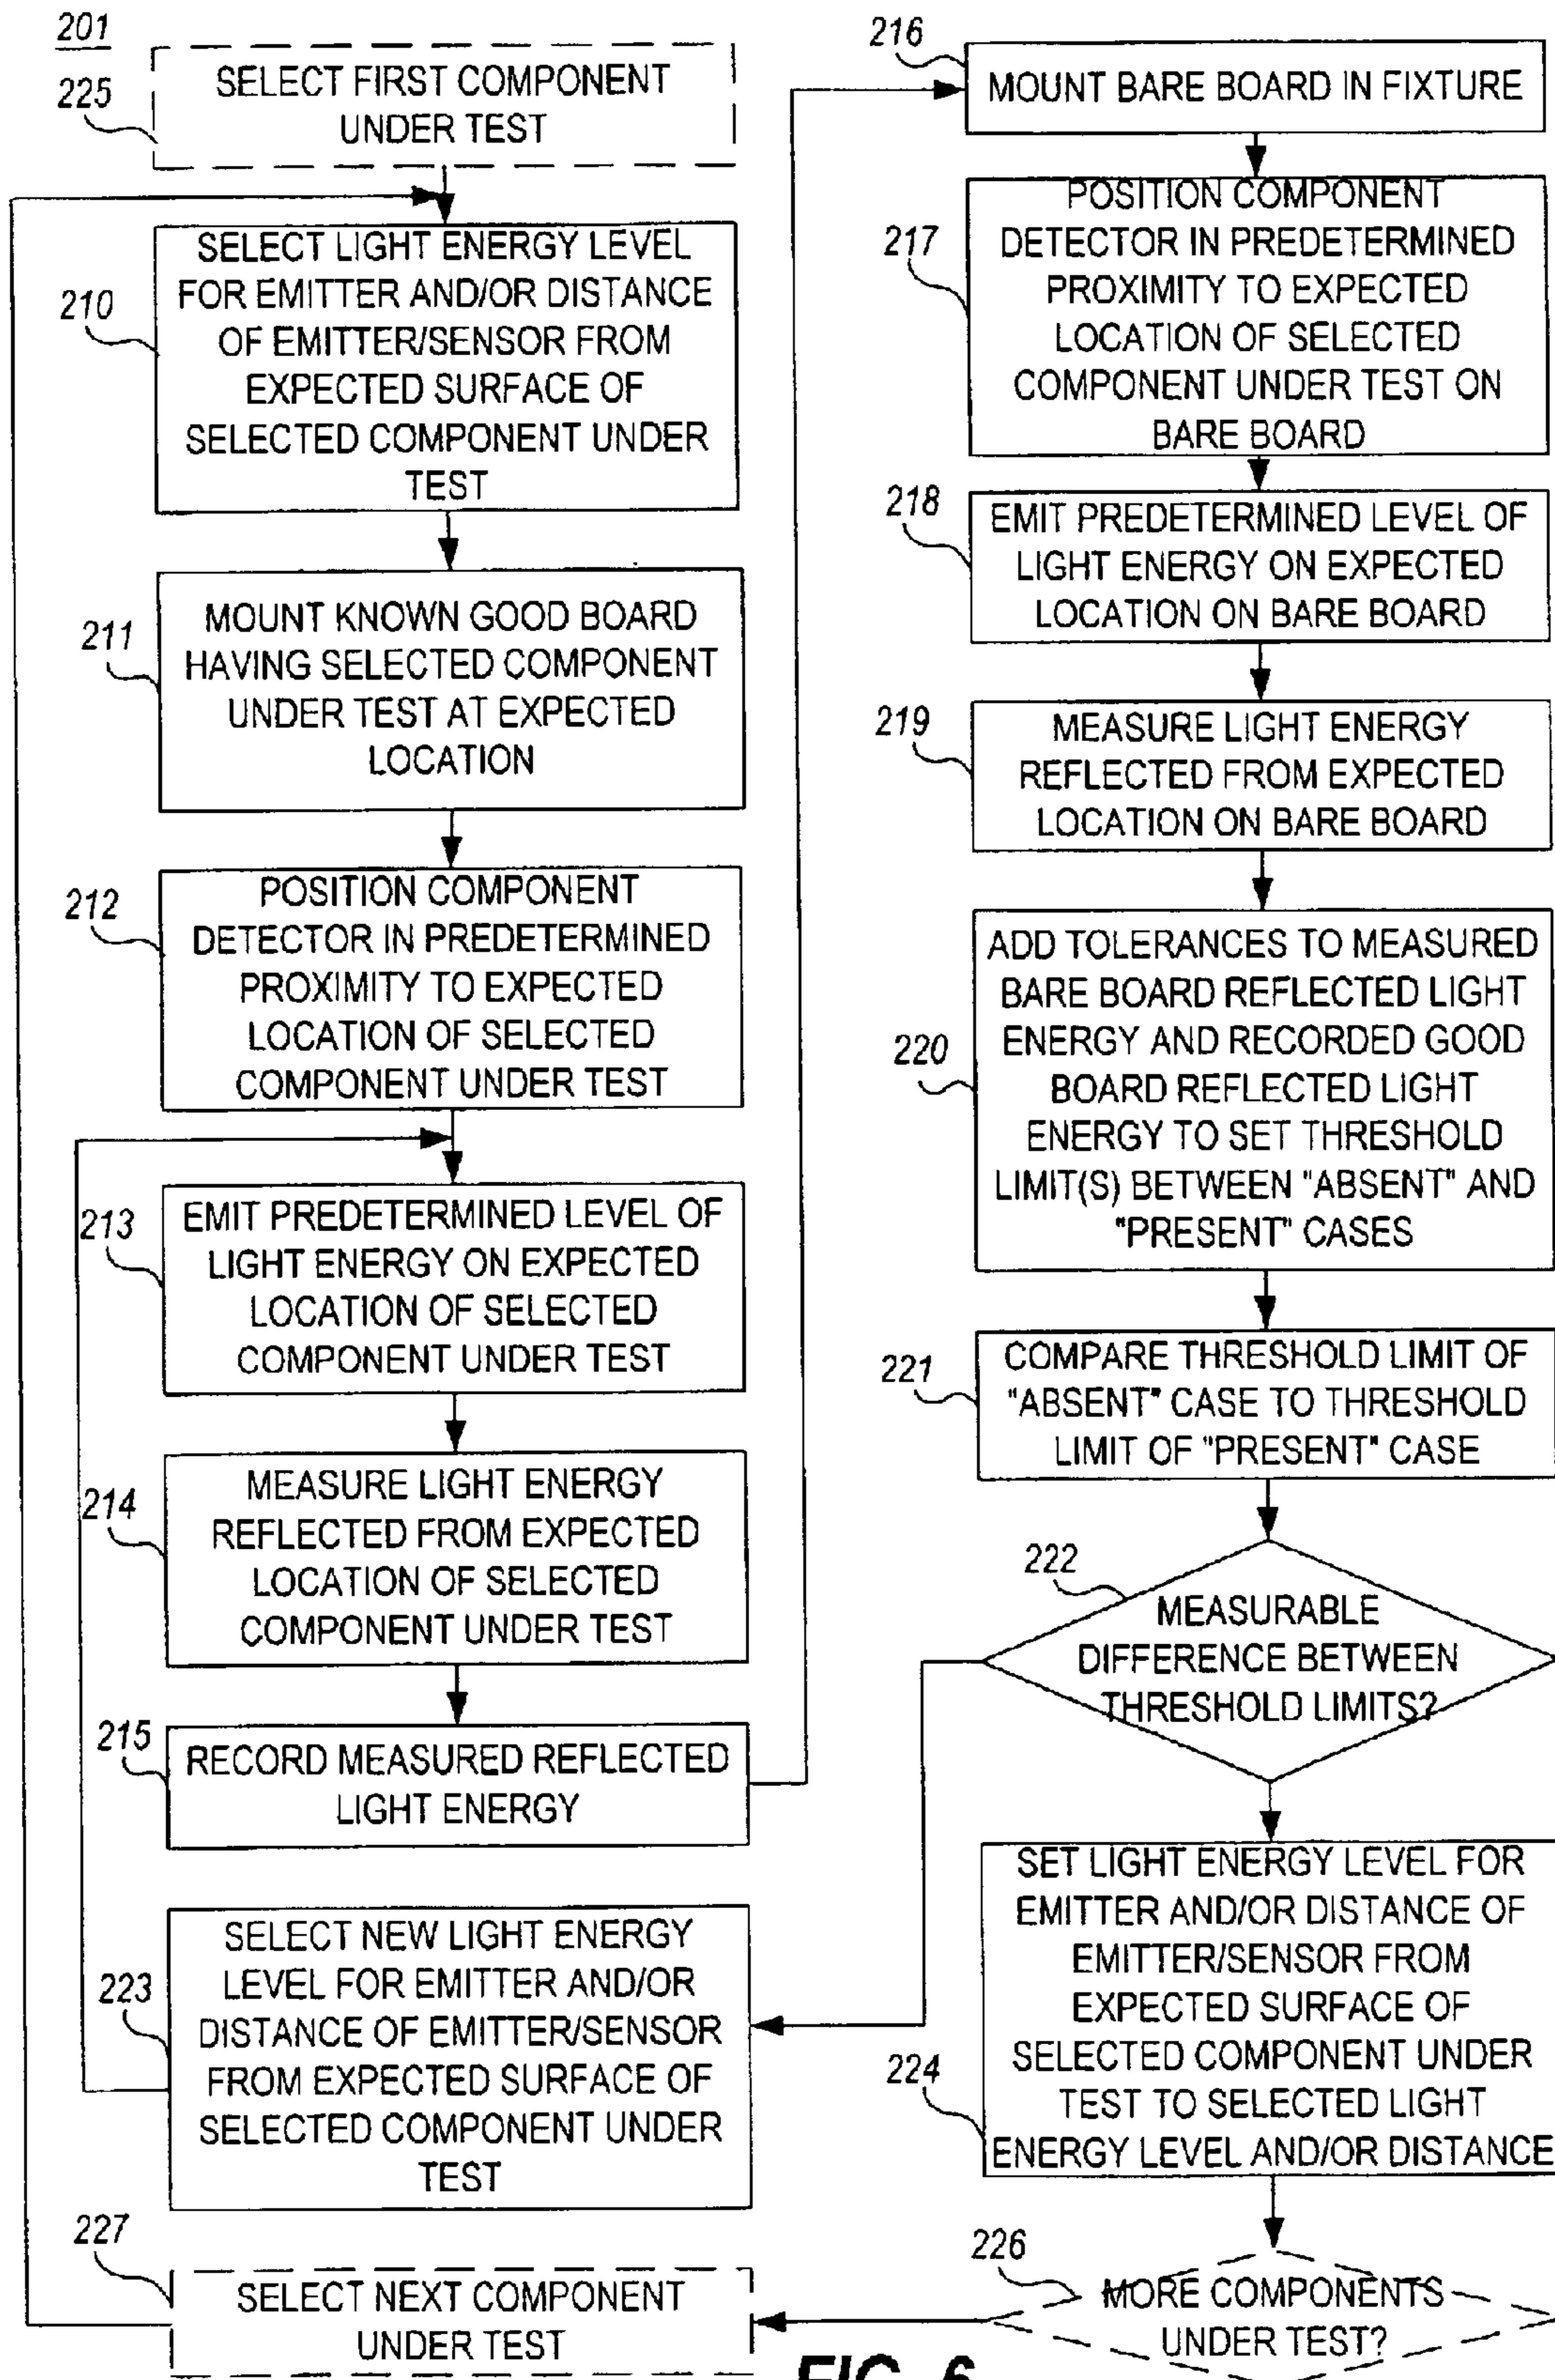 201
225
SELECT FIRST COMPONENT
UNDER TEST
210
SELECT LIGHT ENERGY LEVEL
FOR EMITTER AND/OR DISTANCE
OF EMITTER/SENSOR FROM
EXPECTED SURFACE OF
SELECTED COMPONENT UNDER
TEST
211
MOUNT KNOWN GOOD BOARD
HAVING SELECTED COMPONENT
UNDER TEST AT EXPECTED
LOCATION
212
POSITION COMPONENT
DETECTOR IN PREDETERMINED
PROXIMITY TO EXPECTED
LOCATION OF SELECTED
COMPONENT UNDER TEST
213
EMIT PREDETERMINED LEVEL OF
LIGHT ENERGY ON EXPECTED
LOCATION OF SELECTED
COMPONENT UNDER TEST
214
MEASURE LIGHT ENERGY
REFLECTED FROM EXPECTED
LOCATION OF SELECTED
COMPONENT UNDER TEST
215
RECORD MEASURED REFLECTED
LIGHT ENERGY
216
MOUNT BARE BOARD IN FIXTURE
217
POSITION COMPONENT
DETECTOR IN PREDETERMINED
PROXIMITY TO EXPECTED
LOCATION OF SELECTED
COMPONENT UNDER TEST ON
BARE BOARD
218
EMIT PREDETERMINED LEVEL OF
LIGHT ENERGY ON EXPECTED
LOCATION ON BARE BOARD
219
MEASURE LIGHT ENERGY
REFLECTED FROM EXPECTED
LOCATION ON BARE BOARD
220
ADD TOLERANCES TO MEASURED
BARE BOARD REFLECTED LIGHT
ENERGY AND RECORDED GOOD
BOARD REFLECTED LIGHT
ENERGY TO SET THRESHOLD
LIMIT(S) BETWEEN "ABSENT" AND
"PRESENT" CASES
221
COMPARE THRESHOLD LIMIT OF
"ABSENT" CASE TO THRESHOLD
LIMIT OF "PRESENT" CASE
222
MEASURABLE
DIFFERENCE BETWEEN
THRESHOLD LIMITS?
223
SELECT NEW LIGHT ENERGY
LEVEL FOR EMITTER AND/OR
DISTANCE OF EMITTER/SENSOR
FROM EXPECTED SURFACE OF
SELECTED COMPONENT UNDER
TEST
224
SET LIGHT ENERGY LEVEL FOR
EMITTER AND/OR DISTANCE OF
EMITTER/SENSOR FROM
EXPECTED SURFACE OF
SELECTED COMPONENT UNDER
TEST TO SELECTED LIGHT
ENERGY LEVEL AND/OR DISTANCE
226
MORE COMPONENTS
UNDER TEST?
227
SELECT NEXT COMPONENT
UNDER TEST
FIG. 6